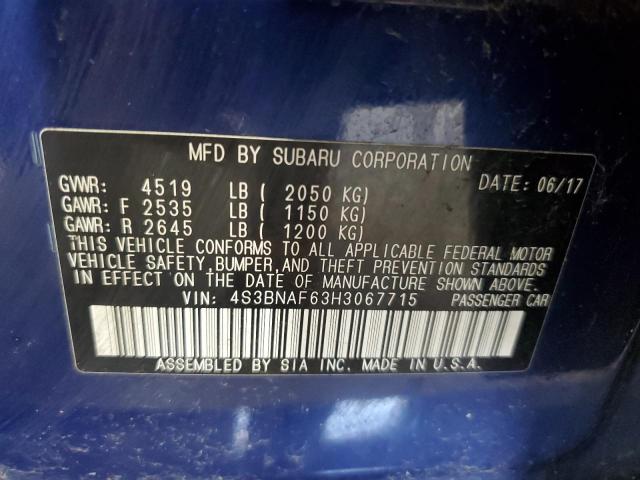 MFD BY SUBARU CORPORATION
DATE: 06/17
GVWR: 4519 LB ( 2050 KG)
GAWR: F 2535 LB ( 1150 KG)
GAWR: R 2645 LB ( 1200 KG)
THIS VEHICLE CONFORMS TO ALL APPLICABLE FEDERAL MOTOR
VEHICLE SAFETY, BUMPER, AND THEFT PREVENTION STANDARDS
IN EFFECT ON THE DATE OF MANUFACTURE SHOWN ABOVE.
VIN: 4S3BNAF63H3067715 PASSENGER CAR
ASSEMBLED BY SIA INC. MADE IN U.S.A.